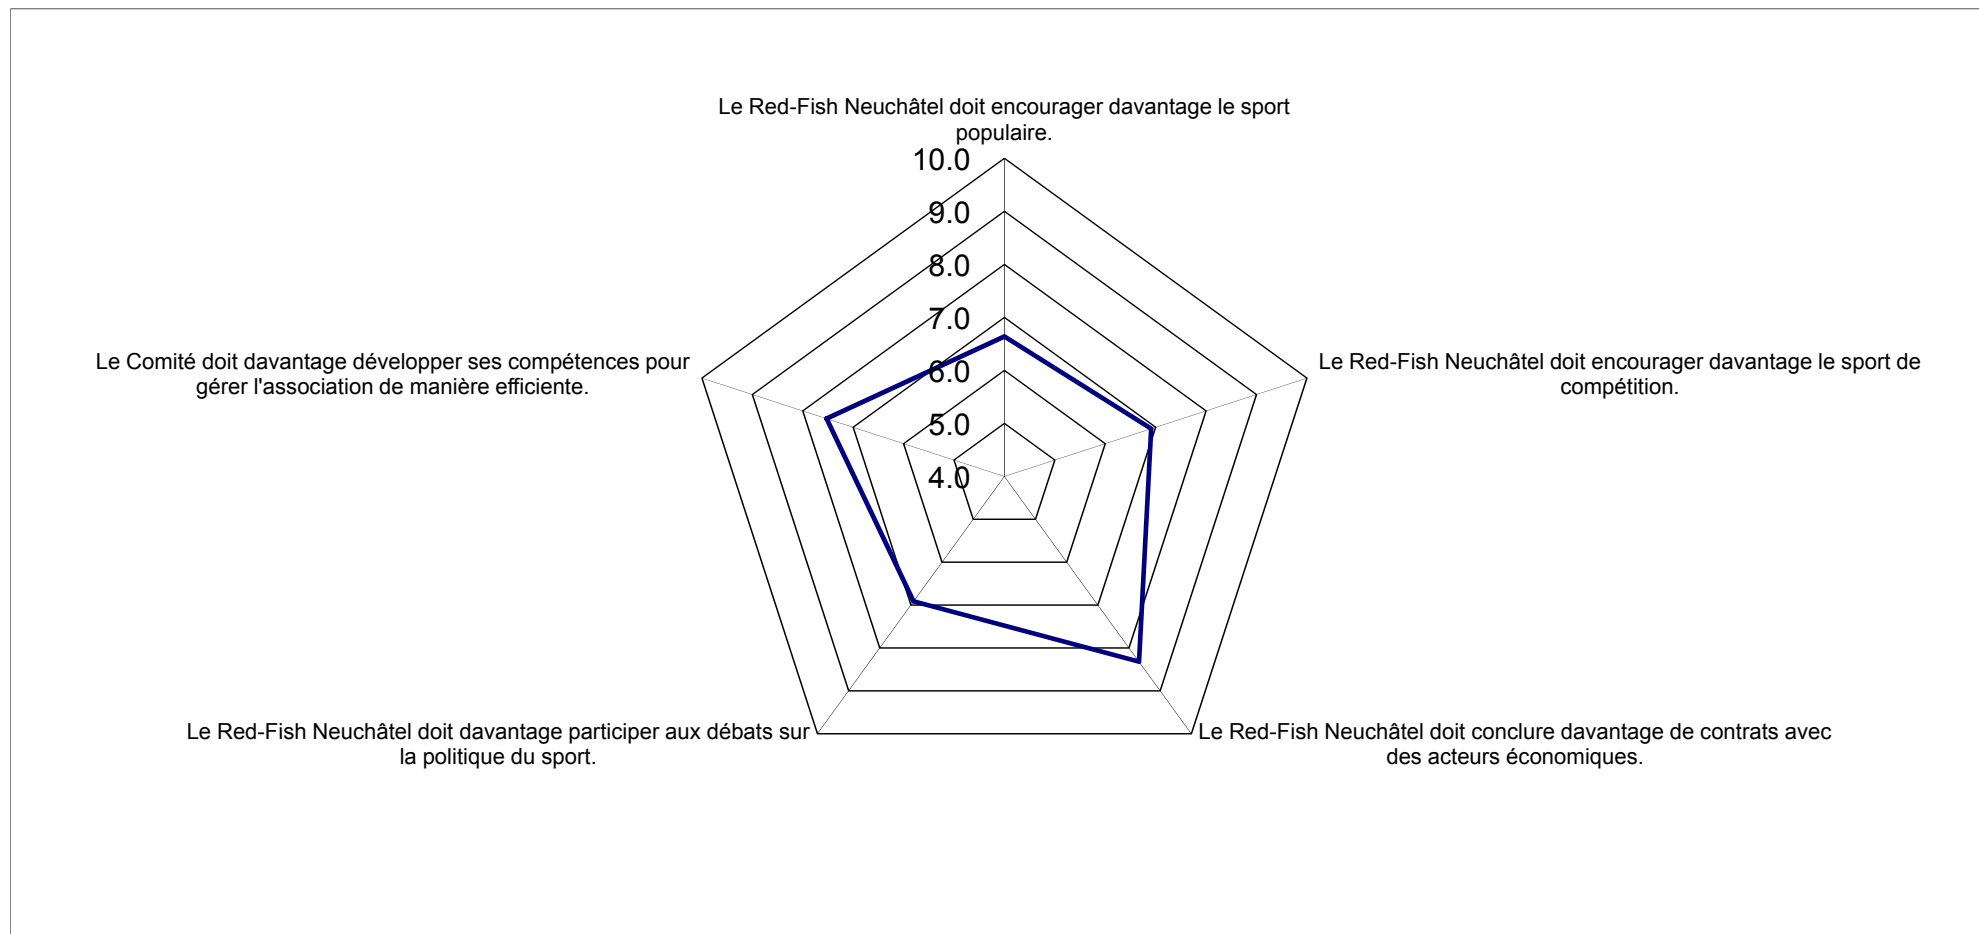 Le Red-Fish Neuchâtel doit encourager davantage le sport
populaire.
10.0
9.0
8.0
7.0
6.0
5.0
4.0
Le Red-Fish Neuchâtel doit encourager davantage le sport de
compétition.
Le Red-Fish Neuchâtel doit conclure davantage de contrats avec
des acteurs économiques.
Le Red-Fish Neuchâtel doit davantage participer aux débats sur
la politique du sport.
Le Comité doit davantage développer ses compétences pour
gérer l'association de manière efficiente.